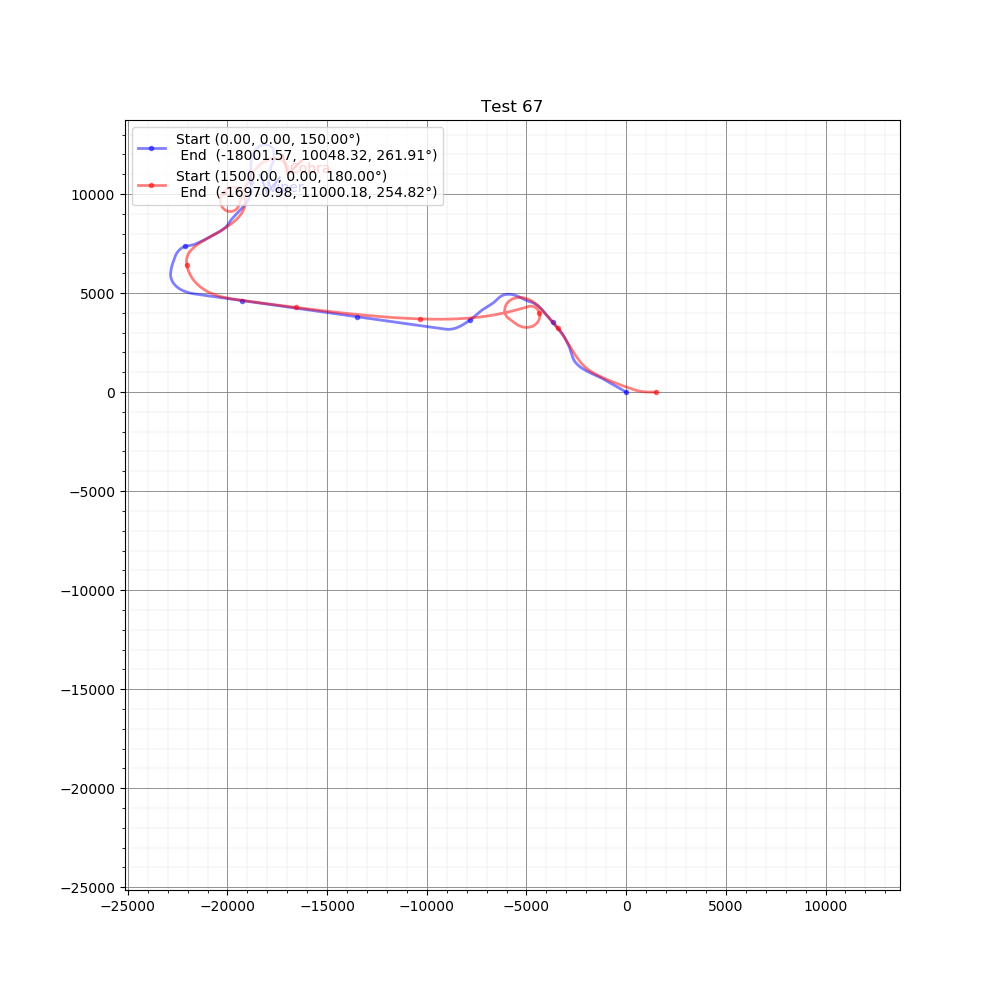 Test 67
Start (0.00, 0.00, 150.00°)
End (-18001.57, 10048.32, 261.91°)
Start (1500.00, 0.00, 180.00°)
End (-16970.98, 11000.18, 254.82°)
10000
5000
0
−5000
−10000
−15000
−20000
−25000
−25000 −20000 −15000 −10000 −5000 0 5000 10000